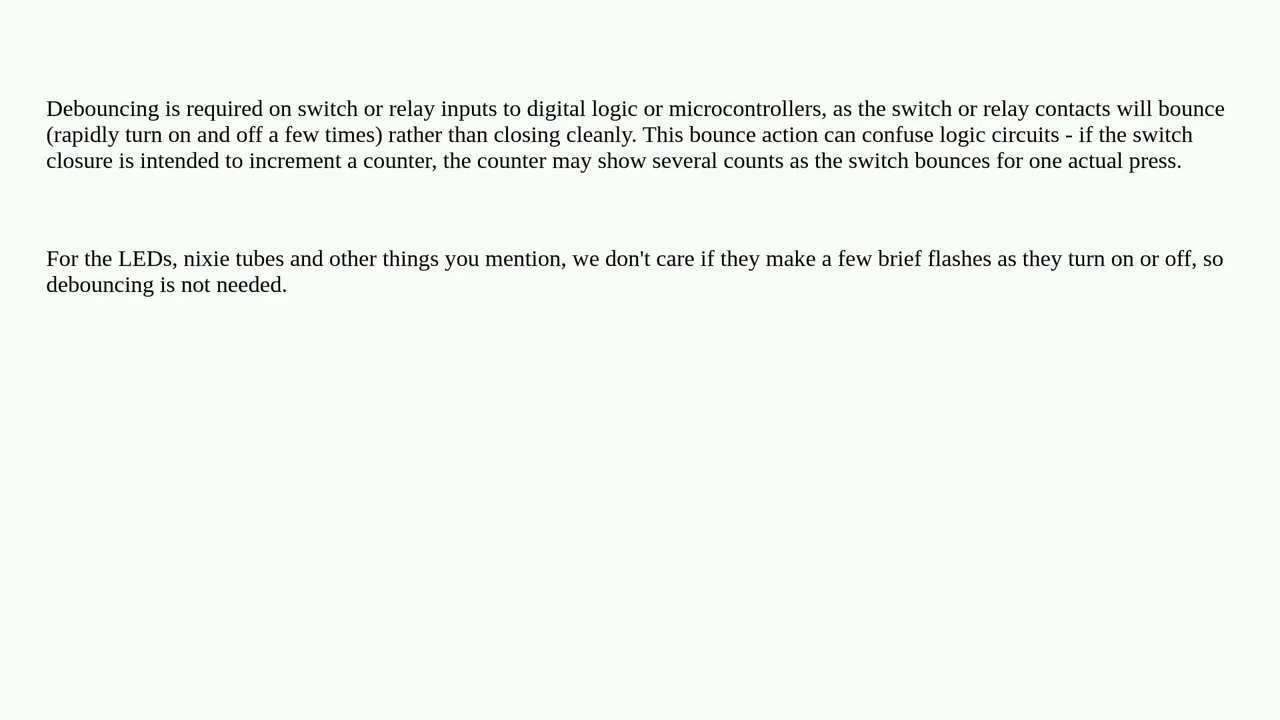 Debouncing is required on switch or relay inputs to digital logic or microcontrollers, as the switch or relay contacts will bounce
(rapidly turn on and off a few times) rather than closing cleanly. This bounce action can confuse logic circuits - if the switch
closure is intended to increment a counter, the counter may show several counts as the switch bounces for one actual press.
For the LEDs, nixie tubes and other things you mention, we don't care if they make a few brief flashes as they turn on or off, so
debouncing is not needed.